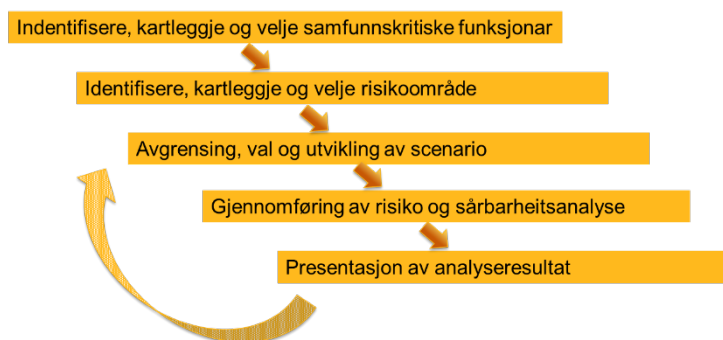 Indentifisere, kartleggje og velje samfunnskritiske funksjonar
Identifisere, kartleggje og velje risikoområde
Avgrensing, val og utvikling av scenario
Gjennomføring av risiko og sårbarheitsanalyse
Presentasjon av analyseresultat